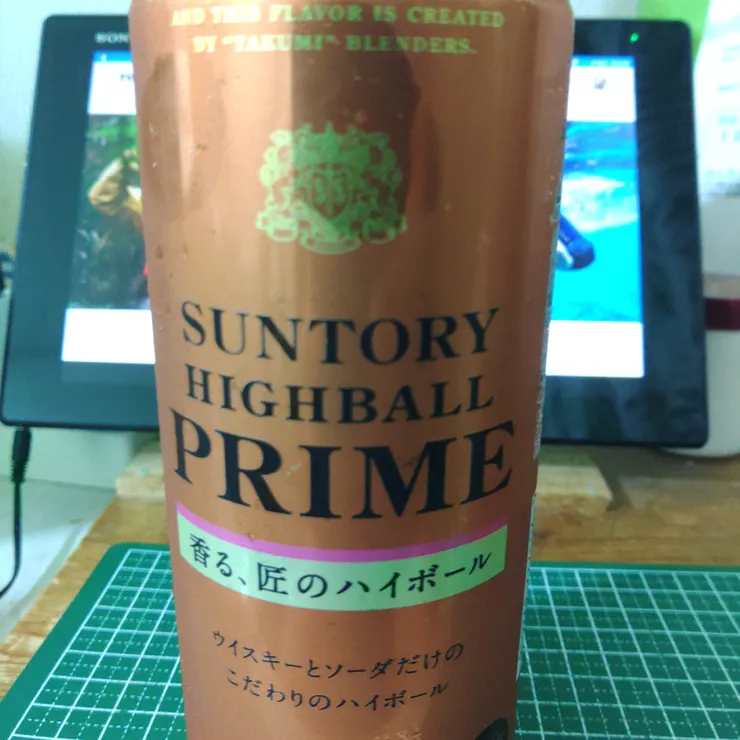 AND THIS FLAVOR IS CREATED
BY "TAKUMI" BLENDERS.
SONY
SUNTORY
HIGHBALL
PRIME
香る、匠のハイボール
ウイスキーとソーダだけの
こだわりのハイボール